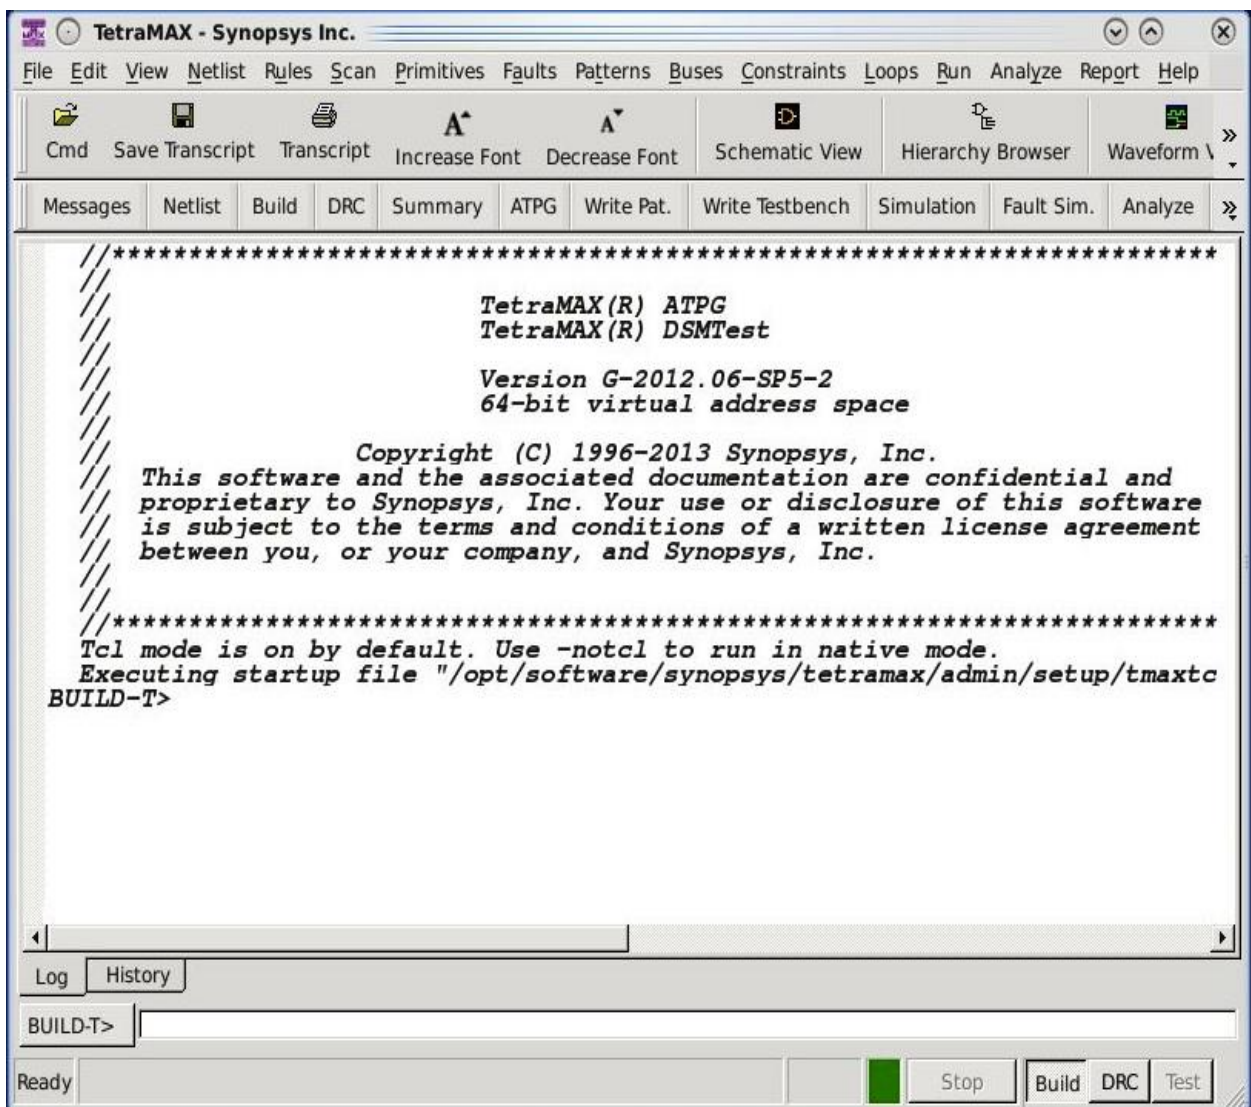 TetraMAX - Synopsys Inc.
File Edit View Netlist Rules Scan Primitives Faults Patterns Buses Constraints Loops Run Analyze Report Help
Cmd Save Transcript Transcript Increase Font Decrease Font Schematic View Hierarchy Browser Waveform V
Messages Netlist Build DRC Summary ATPG Write Pat. Write Testbench Simulation Fault Sim. Analyze
//************************************************************************
//
// TetraMAX(R) ATPG
// TetraMAX(R) DSMTest
//
// Version G-2012.06-SP5-2
// 64-bit virtual address space
//
// Copyright (C) 1996-2013 Synopsys, Inc.
// This software and the associated documentation are confidential and
// proprietary to Synopsys, Inc. Your use or disclosure of this software
// is subject to the terms and conditions of a written license agreement
// between you, or your company, and Synopsys, Inc.
//
//
//************************************************************************
Tcl mode is on by default. Use -notcl to run in native mode.
Executing startup file "/opt/software/synopsys/tetramax/admin/setup/tmaxtc
BUILD-T>
Log History
BUILD-T>
Ready Stop Build DRC Test